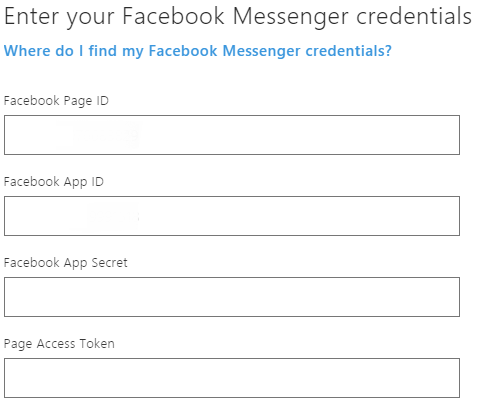 Enter your Facebook Messenger credentials
Where do I find my Facebook Messenger credentials?
Facebook Page ID
Facebook App ID
Facebook App Secret
Page Access Token